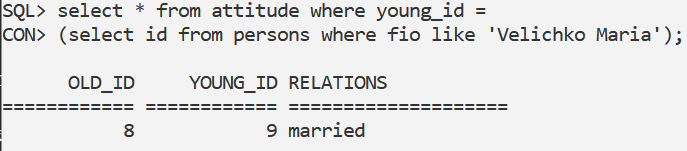 SQL> select * from attitude where young_id =
CON> (select id from persons where fio like 'Velichko Maria');
OLD_ID YOUNG_ID RELATIONS
============ ============ ====================
8 9 married